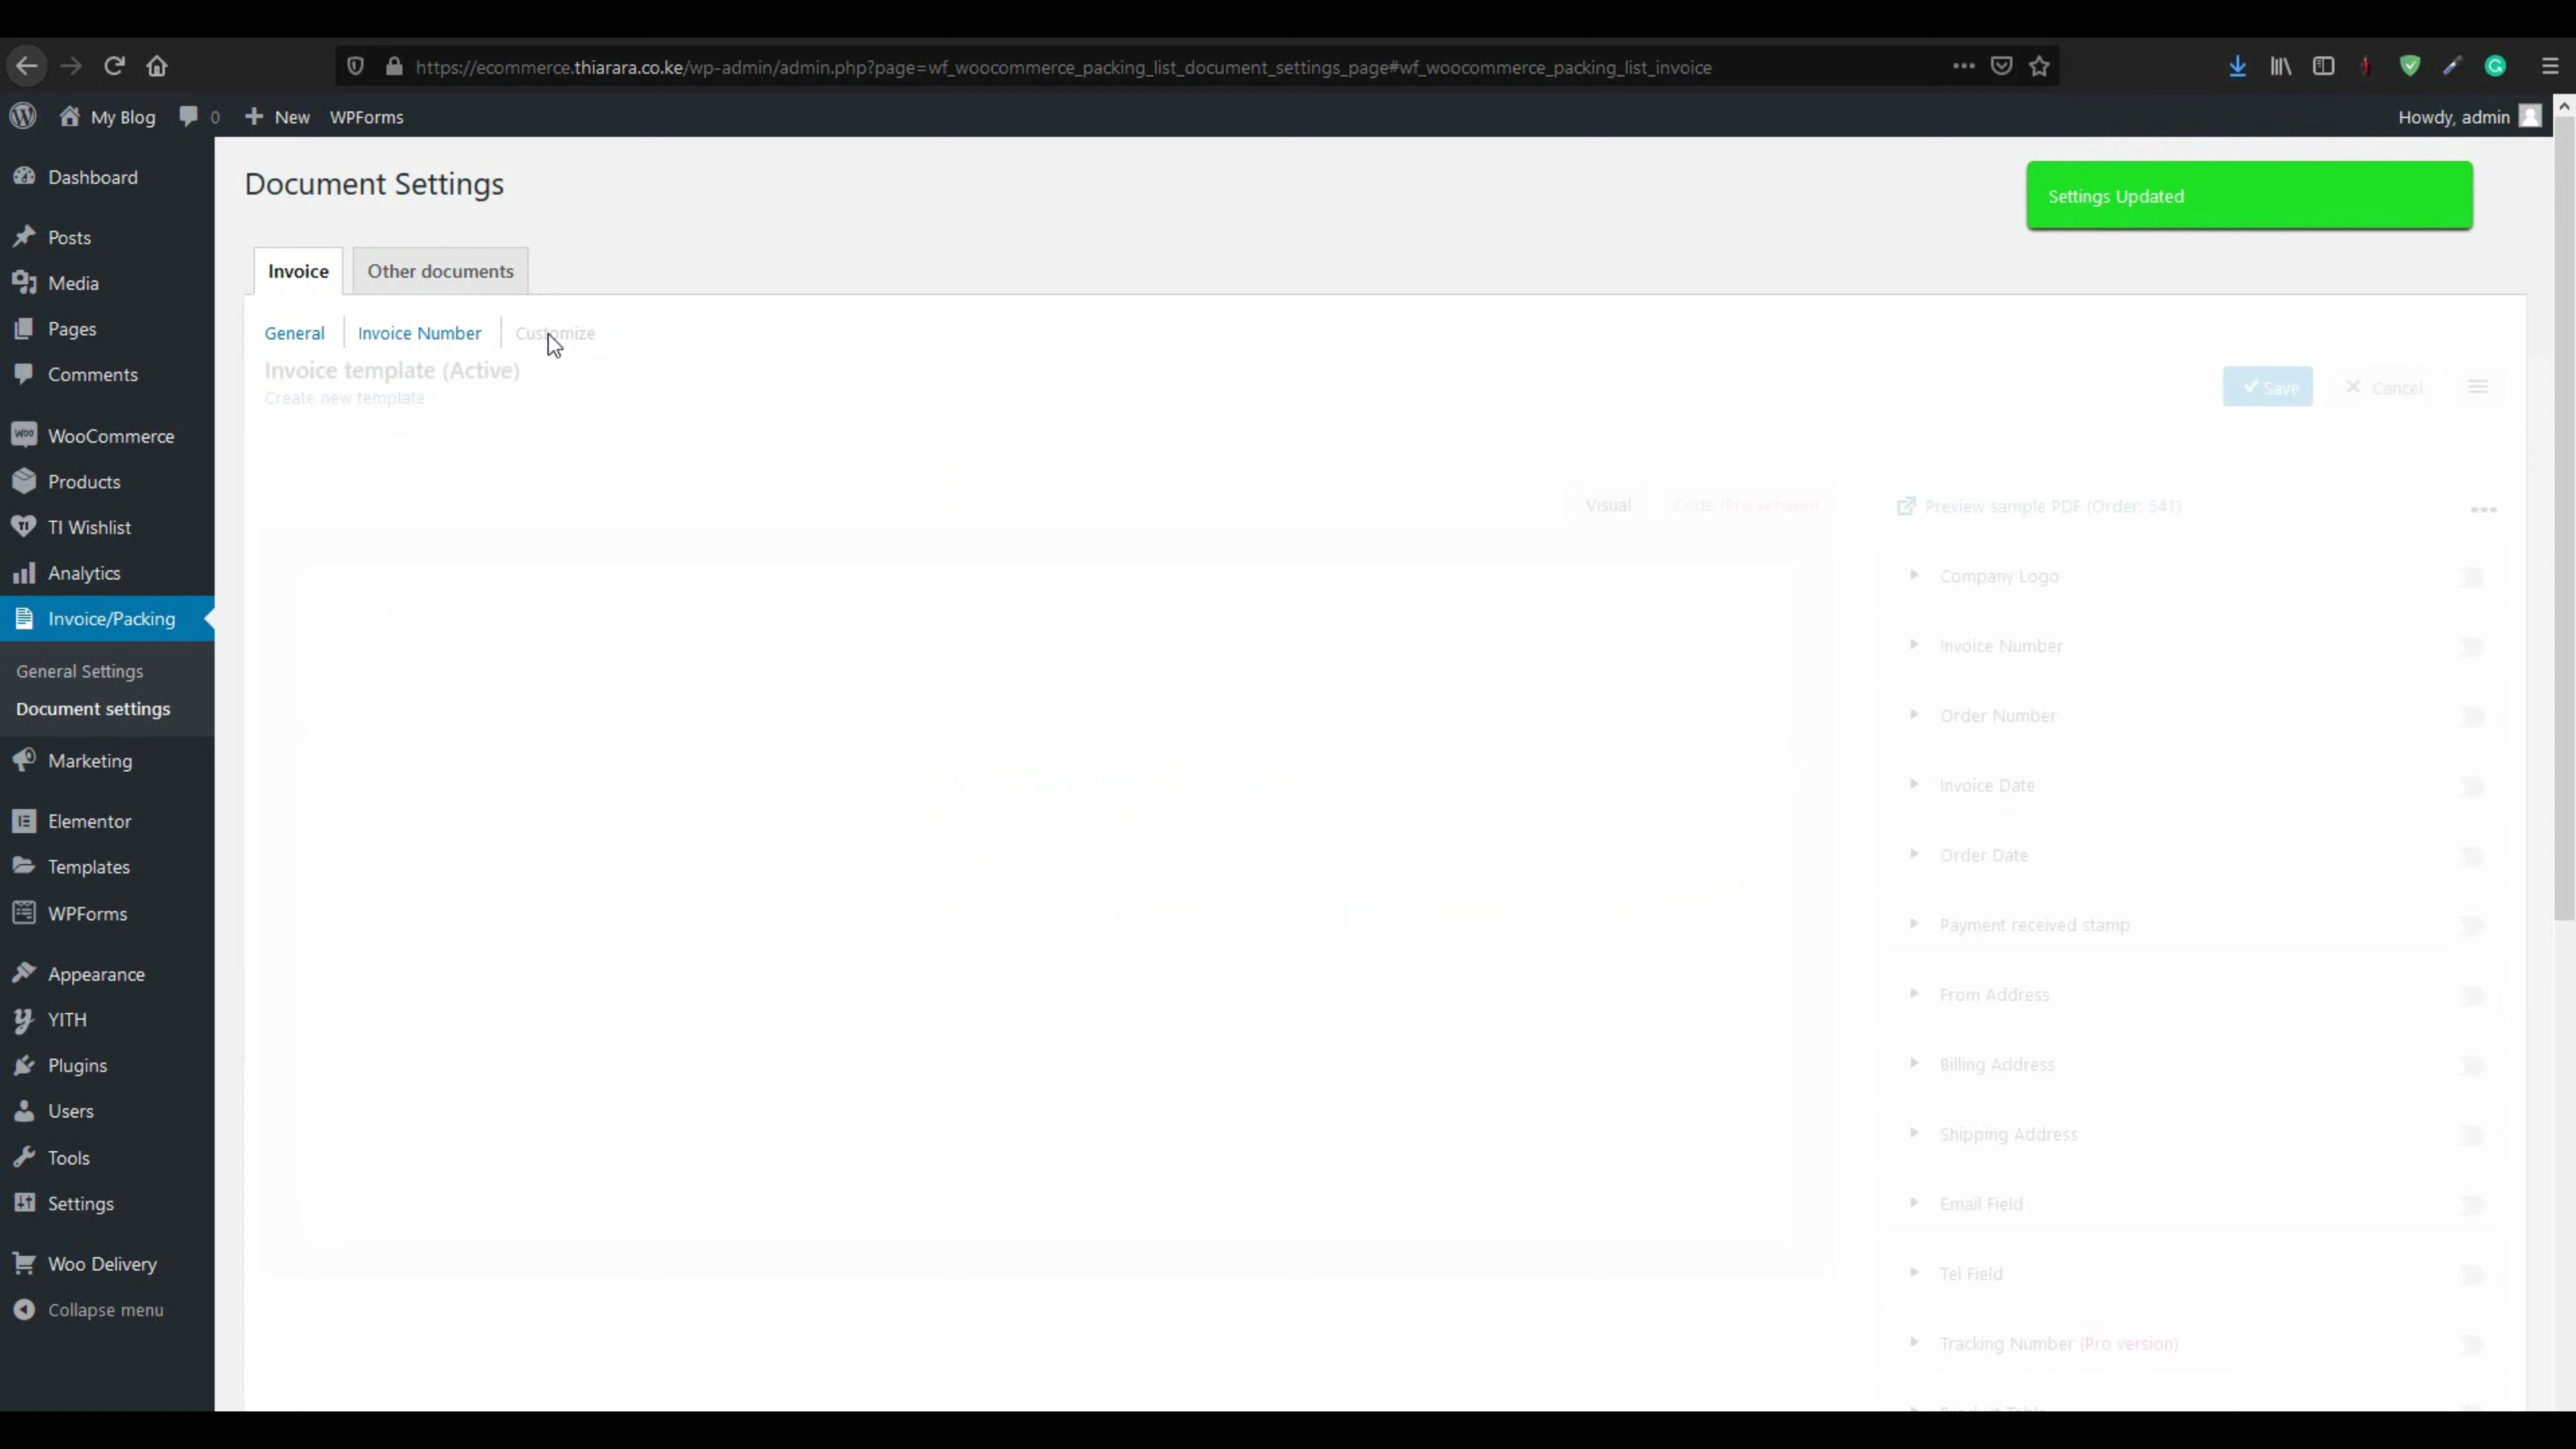 https://ecommerce.thiarara.co.ke/wp-admin/admin.php?page=wf_woocommerce_packing_list_document_settings_page#wf_woocommerce_packing_list_invoice
My Blog 0 New WPForms
Howdy, admin
Dashboard
Posts
Media
Pages
Comments
WooCommerce
Products
TI Wishlist
Analytics
Invoice/Packing
General Settings
Document settings
Marketing
Elementor
Templates
WPForms
Appearance
YITH
Plugins
Users
Tools
Settings
Woo Delivery
Collapse menu
Document Settings
Settings Updated
Invoice
Other documents
General
Invoice Number
Customize
Invoice template (Active)
Create new template
Save
Cancel
Visual
Code (Pro version)
Preview sample PDF (Order: 541)
Company Logo
Invoice Number
Order Number
Invoice Date
Order Date
Payment received stamp
From Address
Billing Address
Shipping Address
Email Field
Tel Field
Tracking Number (Pro version)